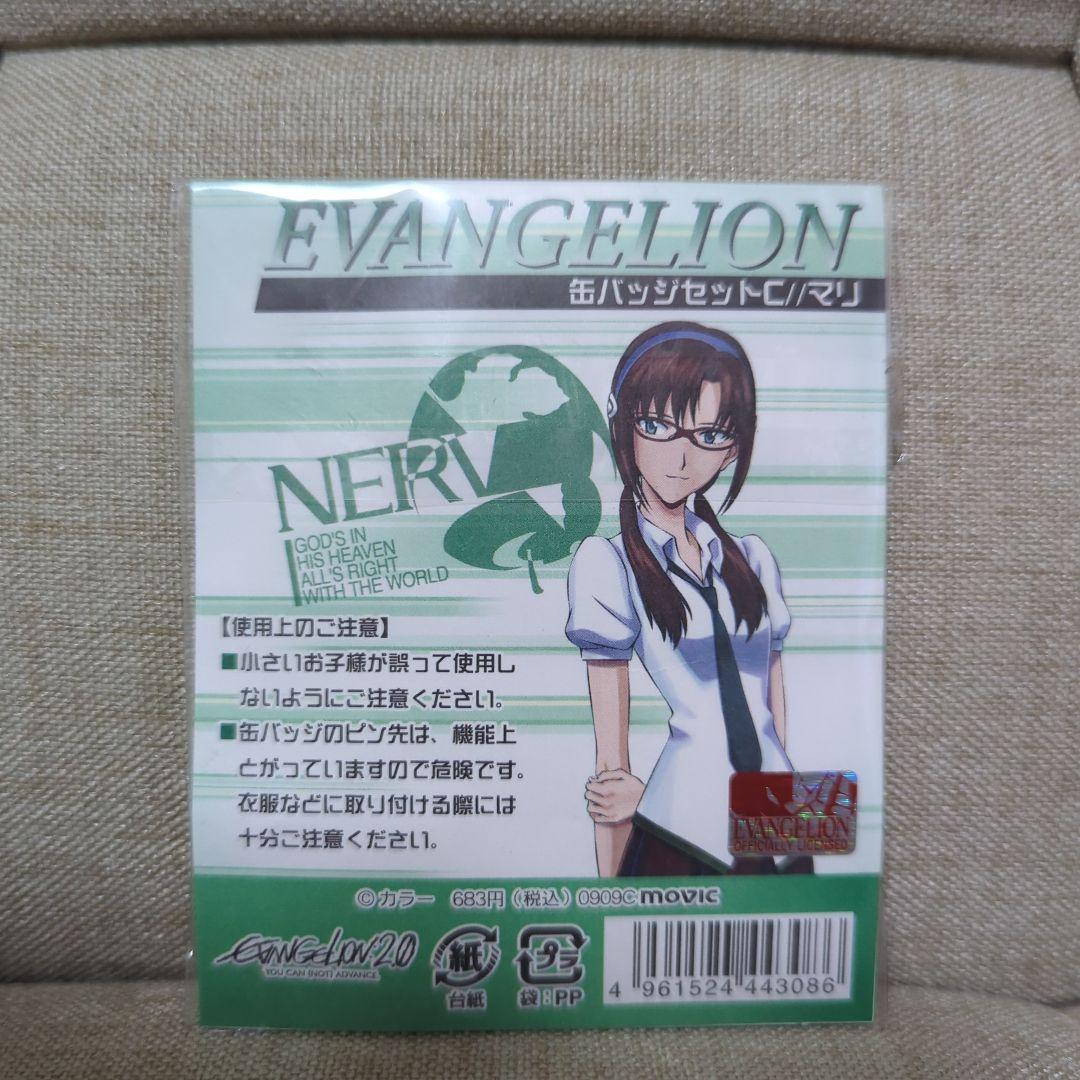 EVANGELION
缶バッジセットC//マリ
NERV
GOD'S IN
HIS HEAVEN
ALL'S RIGHT
WITH THE WORLD
【使用上のご注意】
■小さいお子様が誤って使用し
ないようにご注意ください。
■缶バッジのピン先は、機能上
とがっていますので危険です。
衣服などに取り付ける際には
十分ご注意ください。
EVANGELION
OFFICIALLY LICENSED
©カラー 683円（税込）0909C movic
EVANGELION 2.0
YOU CAN (NOT) ADVANCE.
紙
台紙
プラ
袋：PP
4 961524 443086